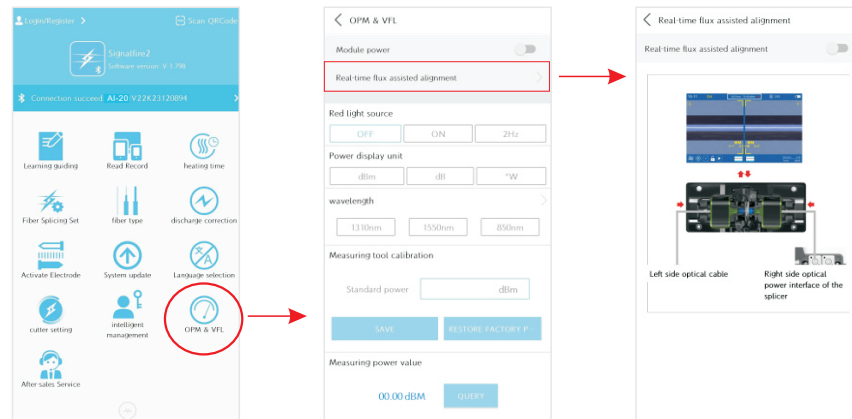 Login/Register >
Scan QRCode
Signalfire2
Software version: V 1.79b
Connection succeed AI-20 V22K23120894 >
Learning guiding
Read Record
heating time
Fiber Splicing Set
fiber type
discharge correction
Activate Electrode
System update
Language selection
cutter setting
intelligent
management
OPM & VFL
After-sales Service
OPM & VFL
Module power
Real-time flux assisted alignment
Red light source
OFF
ON
2Hz
Power display unit
dBm
dB
"W
wavelength
1310nm
1550nm
850nm
Measuring tool calibration
Standard power
dBm
SAVE
RESTORE FACTORY P
Measuring power value
00.00 dBM
QUERY
Real-time flux assisted alignment
Real-time flux assisted alignment
Left side optical cable
Right side optical
power interface of the
splicer